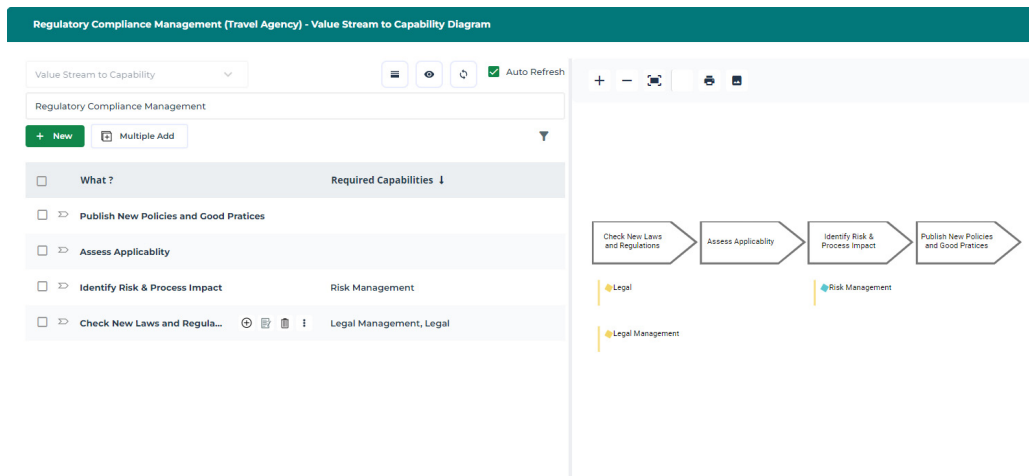 Regulatory Compliance Management (Travel Agency) - Value Stream to Capability Diagram
Value Stream to Capability
Auto Refresh
Regulatory Compliance Management
+ New
Multiple Add
What ?
Required Capabilities ↓
Publish New Policies and Good Pratices
Assess Applicablity
Identify Risk & Process Impact
Risk Management
Check New Laws and Regula...
Legal Management, Legal
Check New Laws
and Regulations
Assess Applicablity
Identify Risk &
Process Impact
Publish New Policies
and Good Pratices
Legal
Risk Management
Legal Management